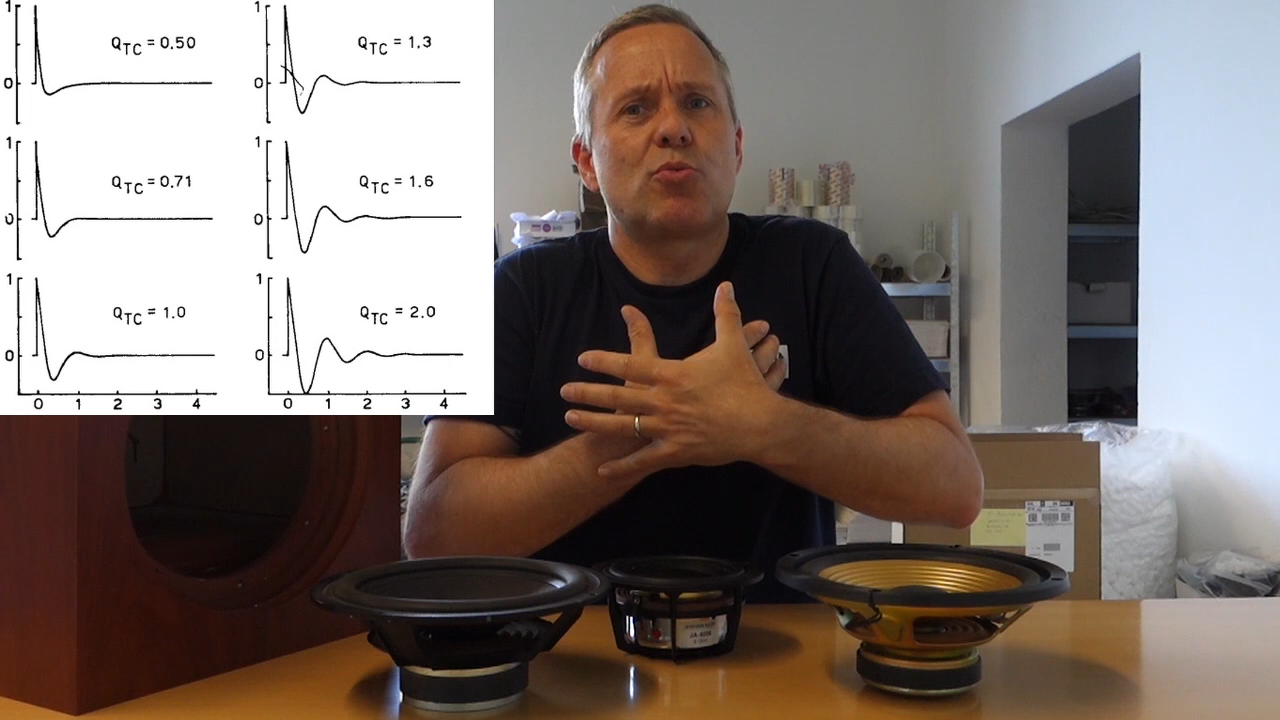 1
Q_TC = 0.50
0
1
Q_TC = 1.3
0
1
Q_TC = 0.71
0
1
Q_TC = 1.6
0
1
Q_TC = 1.0
0
0 1 2 3 4
1
Q_TC = 2.0
0
0 1 2 3 4